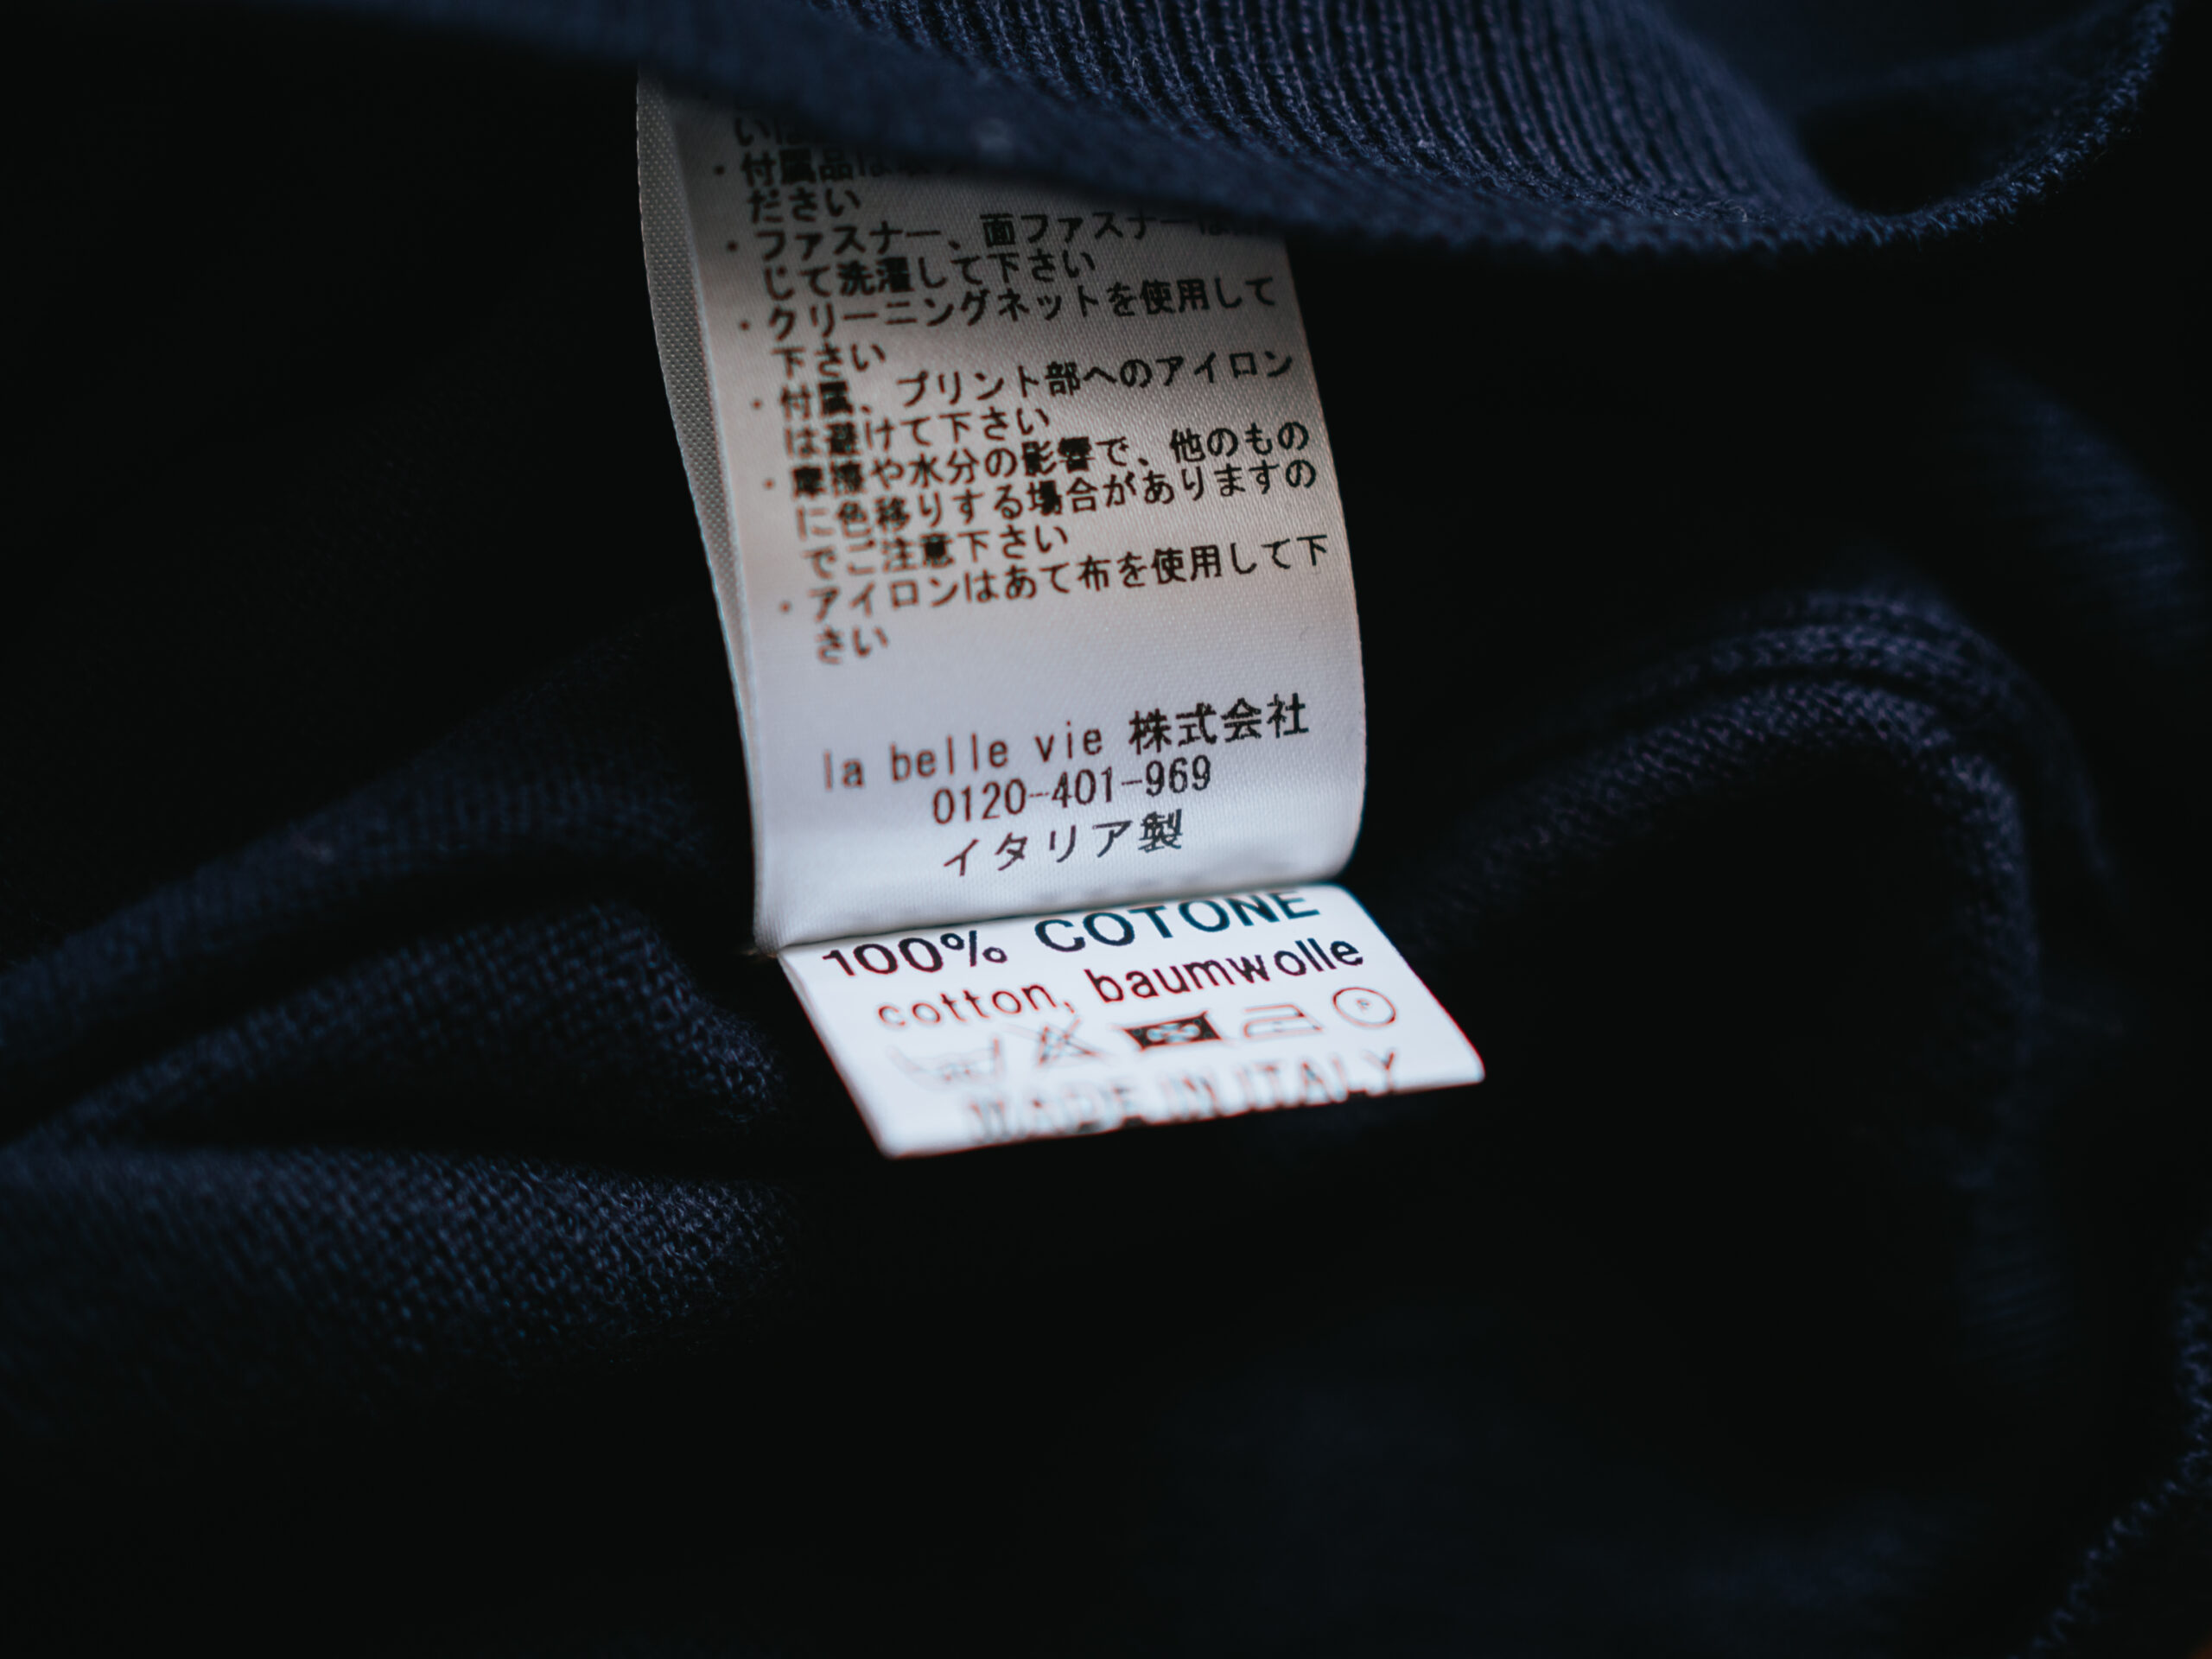 ・付属品は
ださい
・ファスナー、面ファスナーは
じて洗濯して下さい
・クリーニングネットを使用して
下さい
・付属、プリント部へのアイロン
は避けて下さい
・摩擦や水分の影響で、他のもの
に色移りする場合がありますの
でご注意下さい
・アイロンはあて布を使用して下
さい
la belle vie 株式会社
0120-401-969
イタリア製
100% COTONE
cotton, baumwolle
MADE IN ITALY